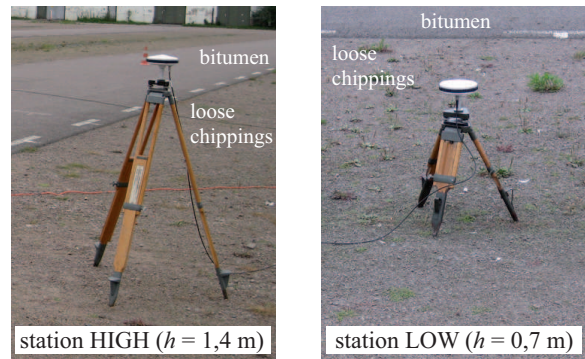 bitumen
loose
chippings
station HIGH (h = 1,4 m)
bitumen
loose
chippings
station LOW (h = 0,7 m)